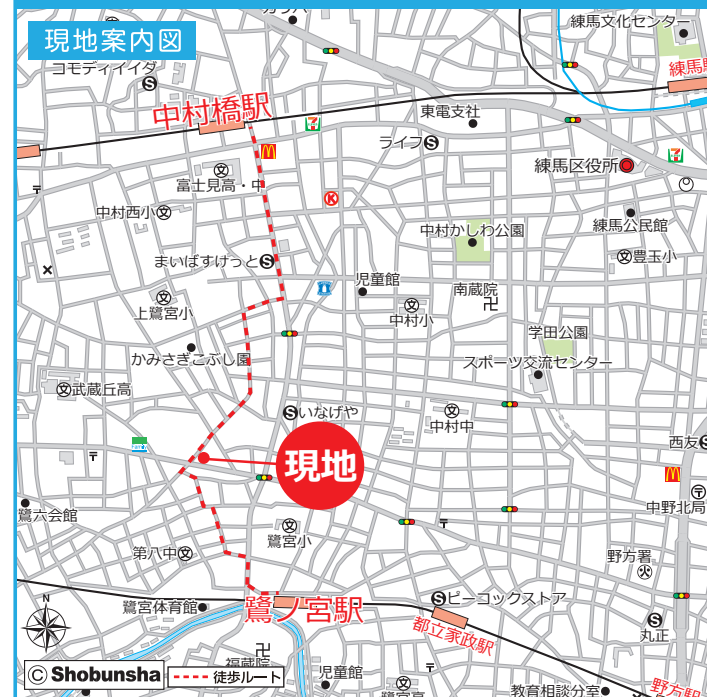 現地案内図
練馬文化センター
コモディイイダ
練馬駅
中村橋駅
東電支社
ライフ
練馬区役所
富士見高・中
中村西小
中村かしわ公園
練馬公民館
豊玉小
まいばすけっと
児童館
南蔵院
上鷺宮小
中村小
学田公園
かみさぎこぶし園
スポーツ交流センター
武蔵丘高
いなげや
中村中
西友
現地
中野北局
鷺六会館
鷺宮小
第八中
野方署
鷺宮体育館
鷺ノ宮駅
ピーコックストア
都立家政駅
丸正
N
福蔵院
© Shobunsha
徒歩ルート
児童館
鷺宮高
教育相談分室
野方駅